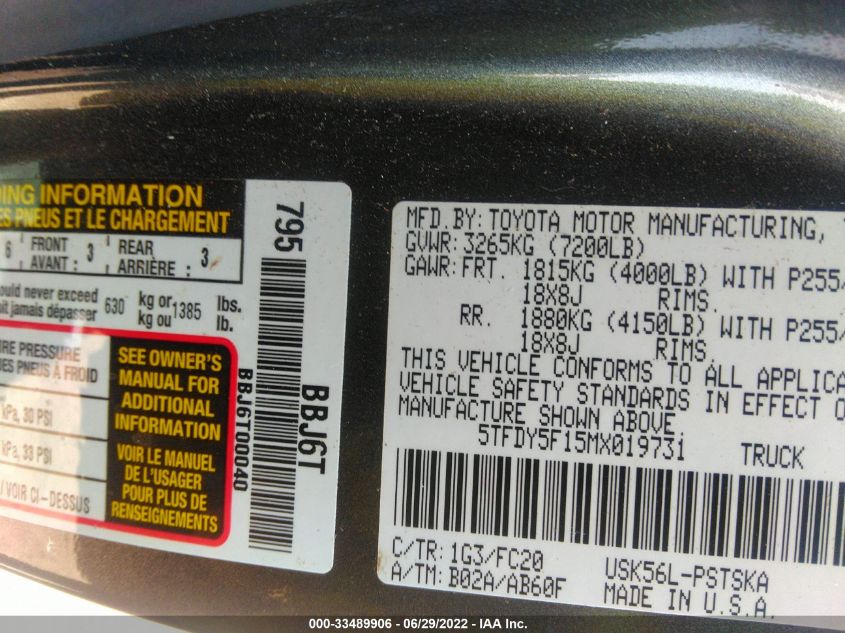 DING INFORMATION
ES PNEUS ET LE CHARGEMENT
6 FRONT AVANT : 3 REAR ARRIÈRE : 3
ould never exceed 630 kg or 1385 lbs.
it jamais dépasser kg ou lb.
IRE PRESSURE
DES PNEUS À FROID
kPa, 30 PSI
kPa, 33 PSI
/ VOIR CI-DESSUS
SEE OWNER'S
MANUAL FOR
ADDITIONAL
INFORMATION
VOIR LE MANUEL
DE L'USAGER
POUR PLUS DE
RENSEIGNEMENTS
795
BBJ6T00040
BBJ6T
MFD BY: TOYOTA MOTOR MANUFACTURING,
GVWR: 3265KG (7200LB)
GAWR: FRT. 1815KG (4000LB) WITH P255/
18X8J RIMS.
RR. 1880KG (4150LB) WITH P255/
18X8J RIMS.
THIS VEHICLE CONFORMS TO ALL APPLICA
VEHICLE SAFETY STANDARDS IN EFFECT O
MANUFACTURE SHOWN ABOVE
5TFDY5F15MX019731 TRUCK
C/TR: 1G3/FC20 USK56L-PSTSKA
A/TM: B02A/AB60F MADE IN U.S.A.
000-33489906 - 06/29/2022 - IAA Inc.